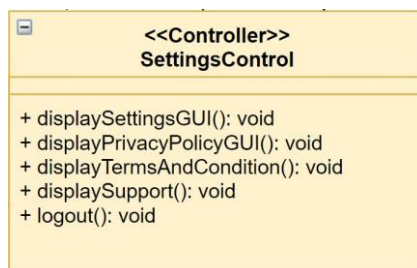 <<Controller>>
SettingsControl
+ displaySettingsGUI(): void
+ displayPrivacyPolicyGUI(): void
+ displayTermsAndCondition(): void
+ displaySupport(): void
+ logout(): void